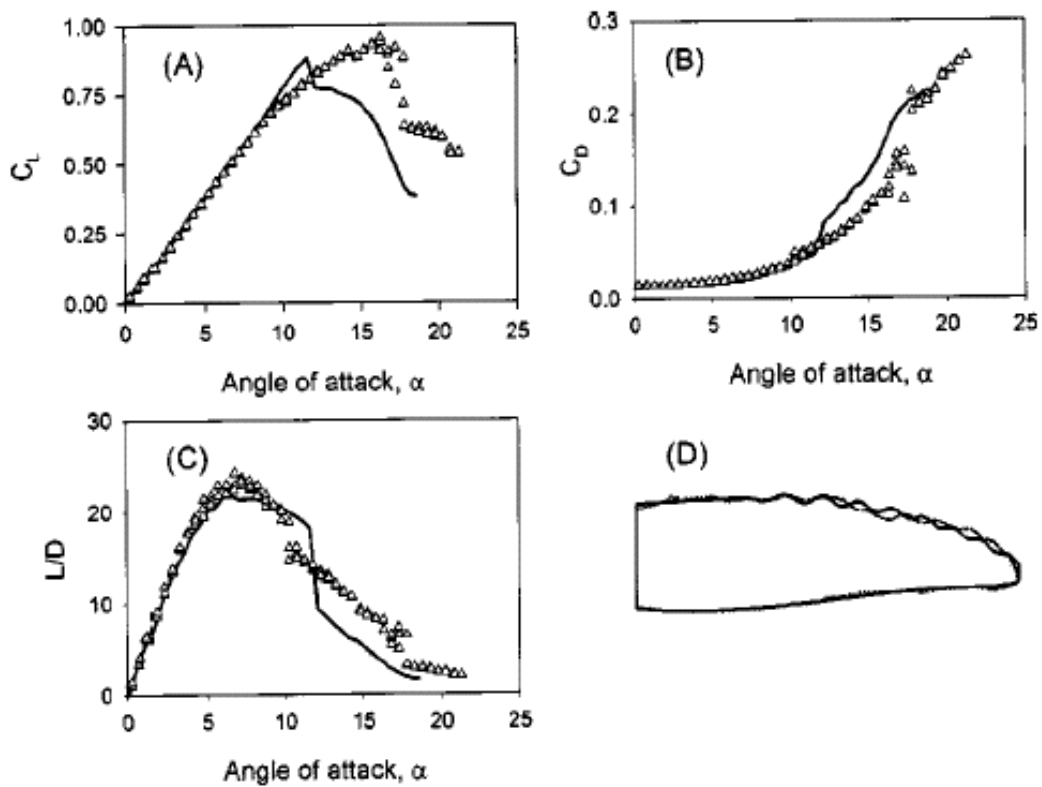 (A)
C_L
1.00
0.75
0.50
0.25
0.00
0 5 10 15 20 25
Angle of attack, α
(B)
C_D
0.3
0.2
0.1
0.0
0 5 10 15 20 25
Angle of attack, α
(C)
L/D
30
20
10
0
0 5 10 15 20 25
Angle of attack, α
(D)